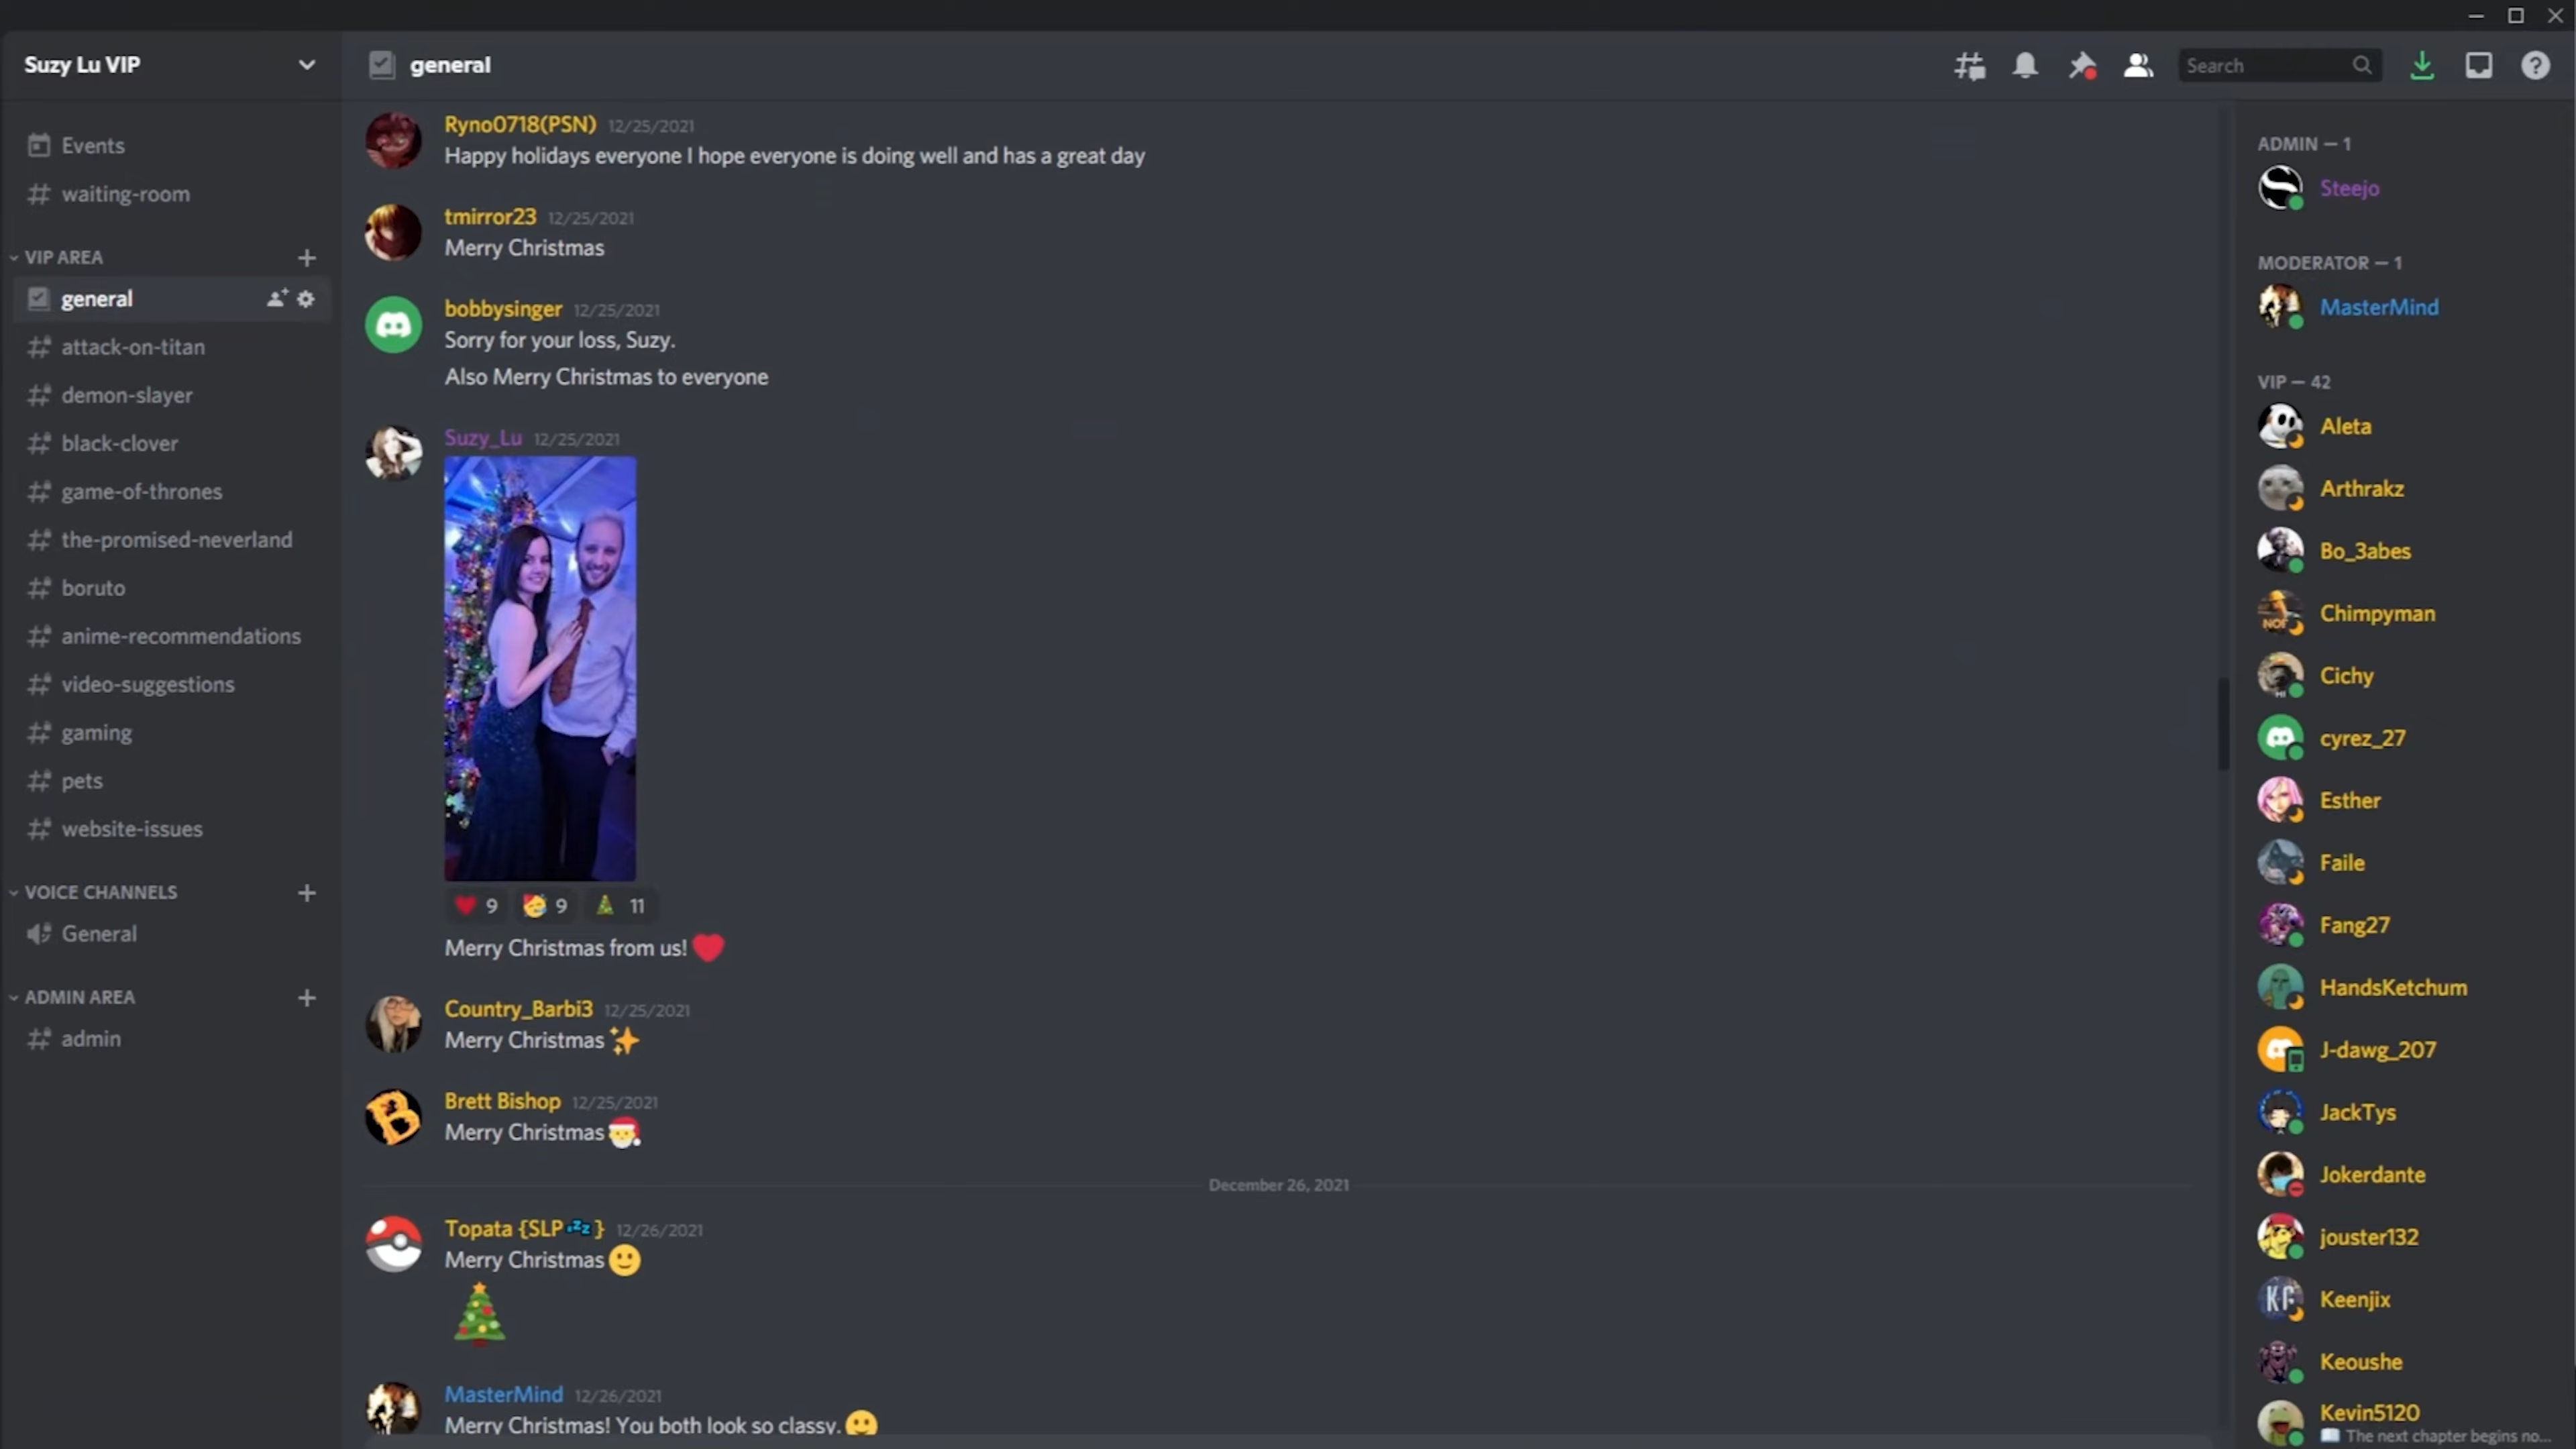 Suzy Lu VIP
Events
waiting-room
VIP AREA
general
attack-on-titan
demon-slayer
black-clover
game-of-thrones
the-promised-neverland
boruto
anime-recommendations
video-suggestions
gaming
pets
website-issues
VOICE CHANNELS
General
ADMIN AREA
admin
general
Search
Ryno0718(PSN) 12/25/2021
Happy holidays everyone I hope everyone is doing well and has a great day
tmirror23 12/25/2021
Merry Christmas
bobbysinger 12/25/2021
Sorry for your loss, Suzy.
Also Merry Christmas to everyone
Suzy_Lu 12/25/2021
❤️ 9 🥳 9 🎄 11
Merry Christmas from us! ❤️
Country_Barbi3 12/25/2021
Merry Christmas ✨
Brett Bishop 12/25/2021
Merry Christmas 🎅
December 26, 2021
Topata {SLP💤} 12/26/2021
Merry Christmas 🙂
🎄
MasterMind 12/26/2021
Merry Christmas! You both look so classy. 🙂
ADMIN — 1
Steejo
MODERATOR — 1
MasterMind
VIP — 42
Aleta
Arthrakz
Bo_3abes
Chimpyman
Cichy
cyrez_27
Esther
Faile
Fang27
HandsKetchum
J-dawg_207
JackTys
Jokerdante
jouster132
Keenjix
Keoushe
Kevin5120
📖 The next chapter begins no...